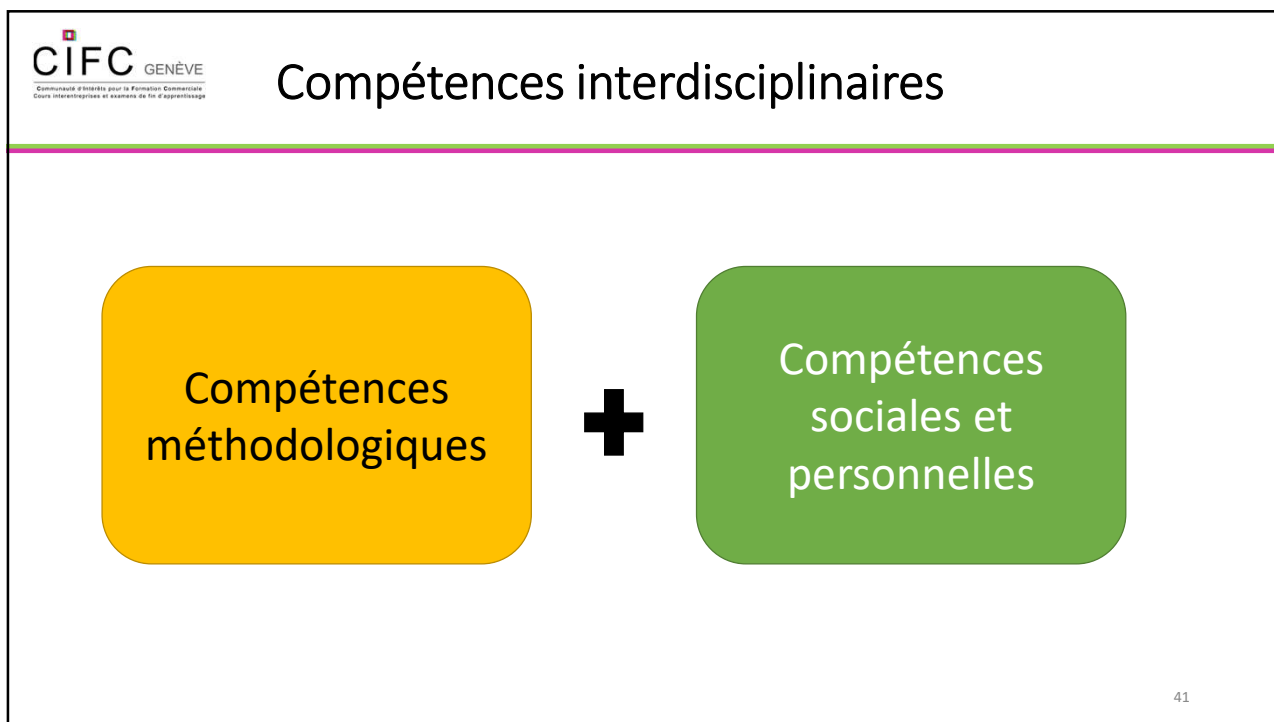 CIFC GENÈVE
Communauté d'Intérêts pour la Formation Commerciale
Cours interentreprises et examens de fin d'apprentissage
Compétences interdisciplinaires
Compétences
méthodologiques
Compétences
sociales et
personnelles
41